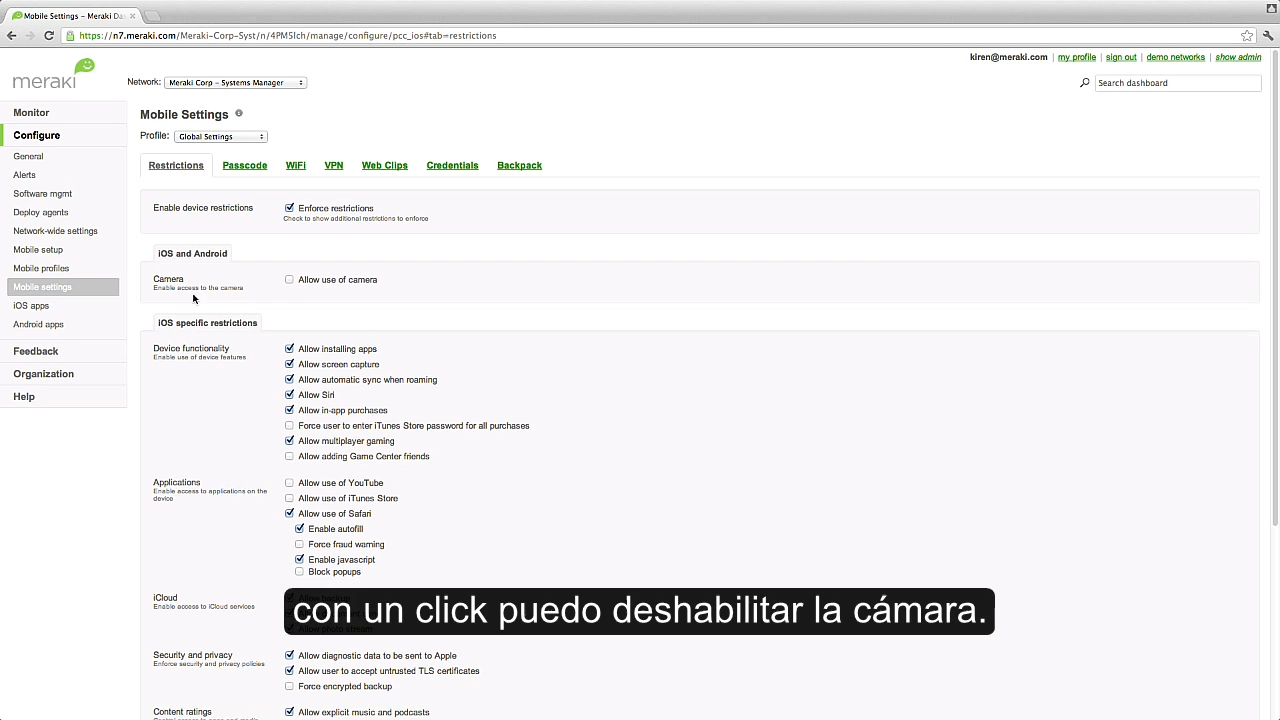 Mobile Settings – Meraki Da
https://n7.meraki.com/Meraki-Corp-Syst/n/4PM5Ich/manage/configure/pcc_ios#tab=restrictions
kiren@meraki.com | my profile | sign out | demo networks | show admin
meraki
Network: Meraki Corp – Systems Manager
Search dashboard
Monitor
Configure
General
Alerts
Software mgmt
Deploy agents
Network-wide settings
Mobile setup
Mobile profiles
Mobile settings
iOS apps
Android apps
Feedback
Organization
Help
Mobile Settings
Profile: Global Settings
Restrictions Passcode WiFi VPN Web Clips Credentials Backpack
Enable device restrictions
Enforce restrictions
Check to show additional restrictions to enforce
iOS and Android
Camera
Enable access to the camera
Allow use of camera
iOS specific restrictions
Device functionality
Enable use of device features
Allow installing apps
Allow screen capture
Allow automatic sync when roaming
Allow Siri
Allow in-app purchases
Force user to enter iTunes Store password for all purchases
Allow multiplayer gaming
Allow adding Game Center friends
Applications
Enable access to applications on the
device
Allow use of YouTube
Allow use of iTunes Store
Allow use of Safari
Enable autofill
Force fraud warning
Enable javascript
Block popups
iCloud
Enable access to iCloud services
Allow backup
con un click puedo deshabilitar la cámara.
Security and privacy
Enforce security and privacy policies
Allow diagnostic data to be sent to Apple
Allow user to accept untrusted TLS certificates
Force encrypted backup
Content ratings
Allow explicit music and podcasts